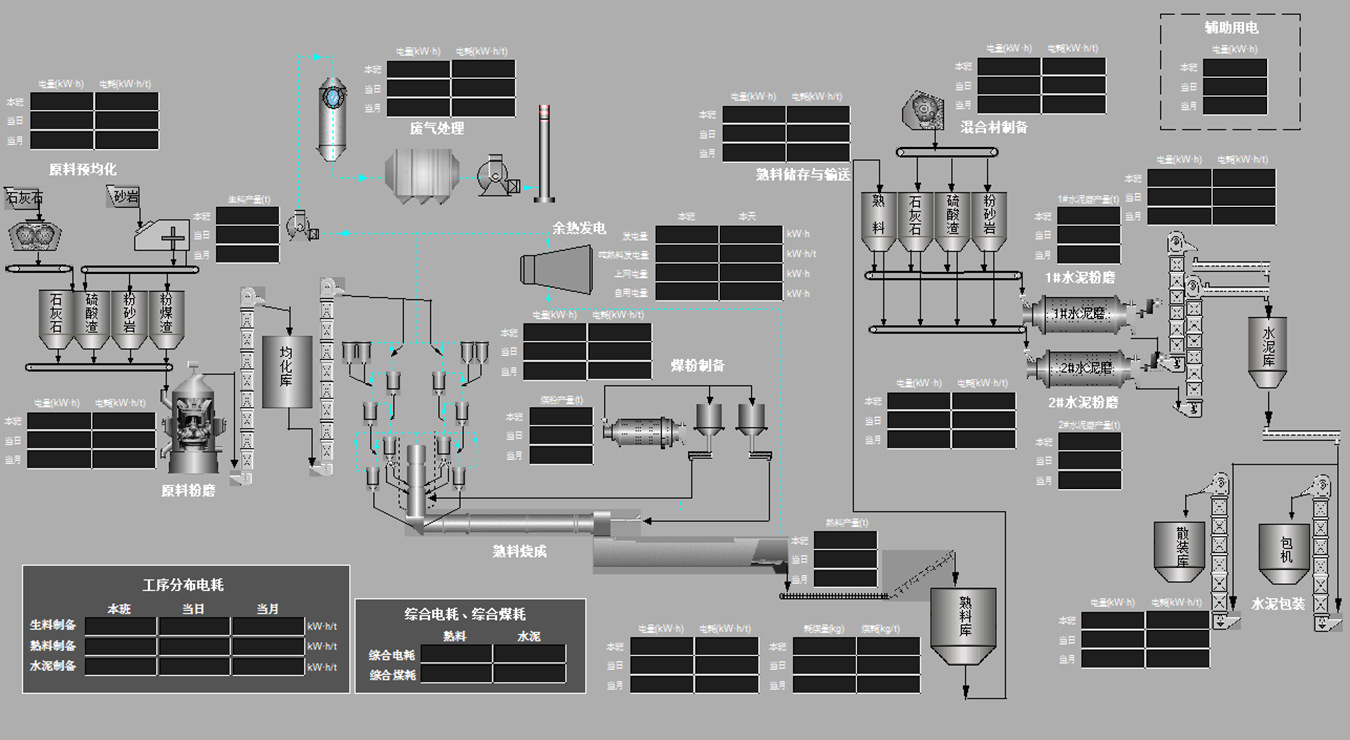 电量(kW·h) 电耗(kW·h/t)
本班
当日
当月
原料预均化
石灰石
砂岩
生料产量(t)
本班
当日
当月
石灰石
硫酸渣
粉砂岩
粉煤渣
电量(kW·h) 电耗(kW·h/t)
本班
当日
当月
原料粉磨
均化库
电量(kW·h) 电耗(kW·h/t)
本班
当日
当月
废气处理
余热发电
本班 本天
发电量 kW·h
吨熟料发电量 kW·h/t
上网电量 kW·h
自用电量 kW·h
电量(kW·h) 电耗(kW·h/t)
本班
当日
当月
煤粉制备
煤粉产量(t)
本班
当日
当月
熟料烧成
熟料产量(t)
本班
当日
当月
电量(kW·h) 电耗(kW·h/t)
本班
当日
当月
耗煤量(kg) 煤耗(kg/t)
本班
当日
当月
熟料库
电量(kW·h) 电耗(kW·h/t)
本班
当日
当月
熟料储存与输送
电量(kW·h) 电耗(kW·h/t)
本班
当日
当月
混合材制备
熟料
石灰石
硫酸渣
粉砂岩
辅助用电
电量(kW·h)
本班
当日
当月
电量(kW·h) 电耗(kW·h/t)
本班
当日
当月
1#水泥磨产量(t)
本班
当日
当月
1#水泥粉磨
1#水泥磨
2#水泥磨
2#水泥粉磨
2#水泥磨产量(t)
本班
当日
当月
电量(kW·h) 电耗(kW·h/t)
本班
当日
当月
水泥库
散装库
包机
水泥包装
电量(kW·h) 电耗(kW·h/t)
本班
当日
当月
工序分布电耗
本班 当日 当月
生料制备 kW·h/t
熟料制备 kW·h/t
水泥制备 kW·h/t
综合电耗、综合煤耗
熟料 水泥
综合电耗
综合煤耗